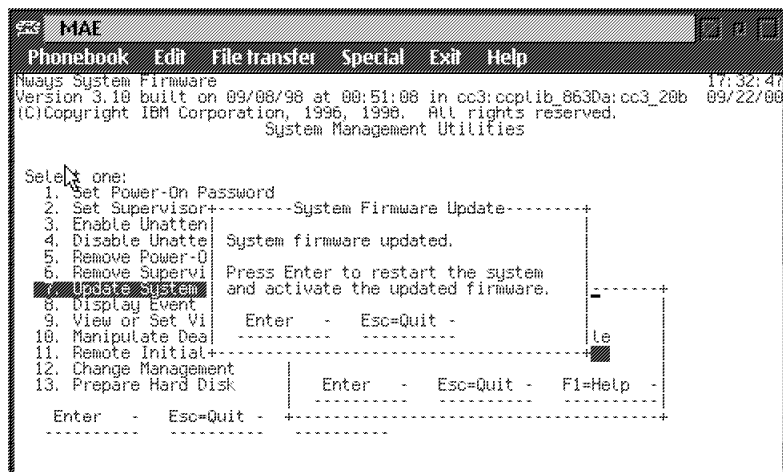 MAE
Phonebook Edit File transfer Special Exit Help
Nways System Firmware 17:32:47
Version 3.10 built on 09/08/98 at 00:51:08 in cc3:ccplib_863Da:cc3_20b 09/22/00
(C)Copyright IBM Corporation, 1996, 1998. All rights reserved.
System Management Utilities
Select one:
1. Set Power-On Password
2. Set Supervisor
3. Enable Unatten
4. Disable Unatte
5. Remove Power-O
6. Remove Supervi
7. Update System
8. Display Event
9. View or Set Vi
10. Manipulate Dea
11. Remote Initial
12. Change Management
13. Prepare Hard Disk
Enter - Esc=Quit -
System Firmware Update
System firmware updated.
Press Enter to restart the system
and activate the updated firmware.
Enter - Esc=Quit -
le
Enter - Esc=Quit - F1=Help -